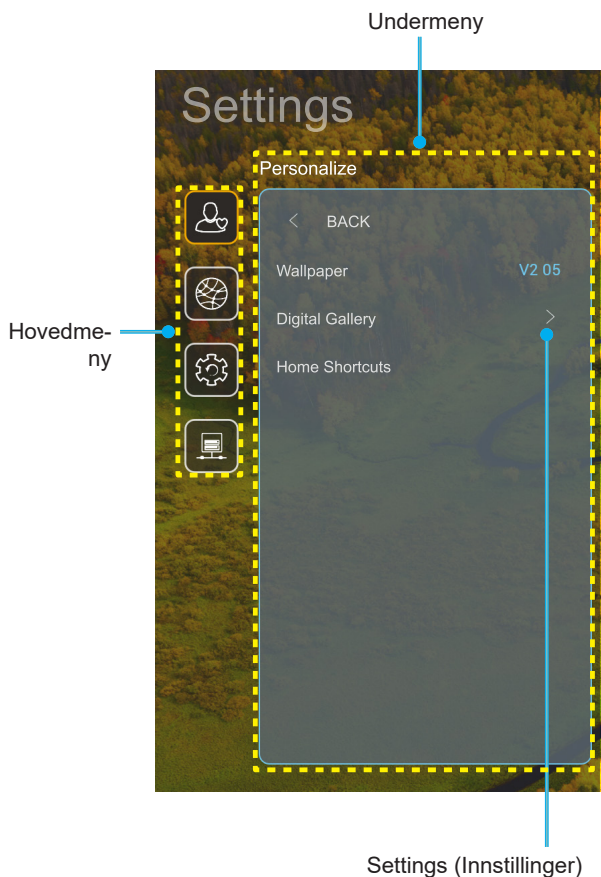 Undermeny
Settings
Personalize
BACK
Wallpaper V2 05
Digital Gallery
Home Shortcuts
Hovedme-
ny
Settings (Innstillinger)